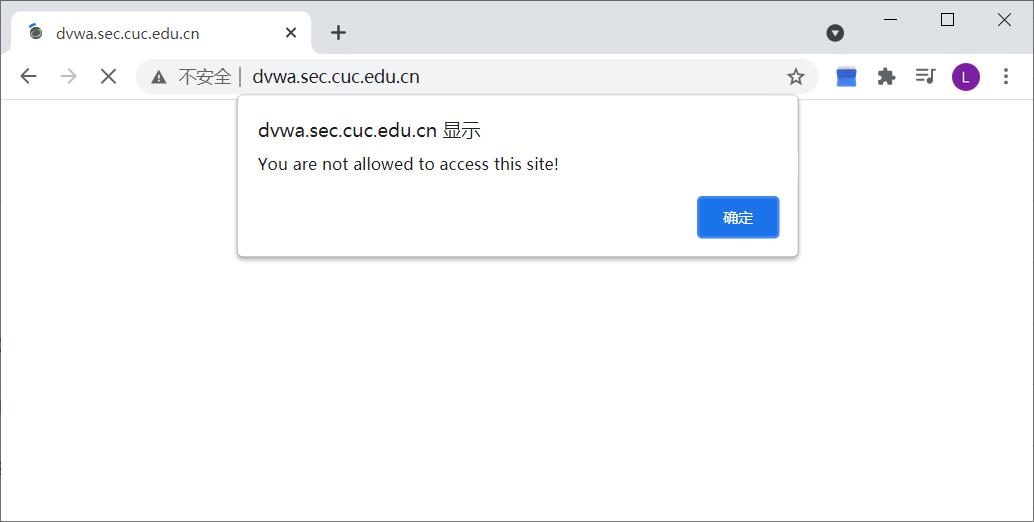 dvwa.sec.cuc.edu.cn
不安全 | dvwa.sec.cuc.edu.cn
L
dvwa.sec.cuc.edu.cn 显示
You are not allowed to access this site!
确定